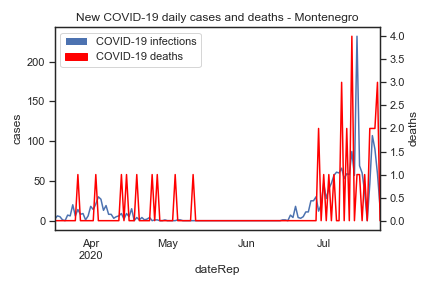 New COVID-19 daily cases and deaths - Montenegro
COVID-19 infections
COVID-19 deaths
200
150
100
50
0
cases
4.0
3.5
3.0
2.5
2.0
1.5
1.0
0.5
0.0
deaths
Apr
2020
May
Jun
Jul
dateRep